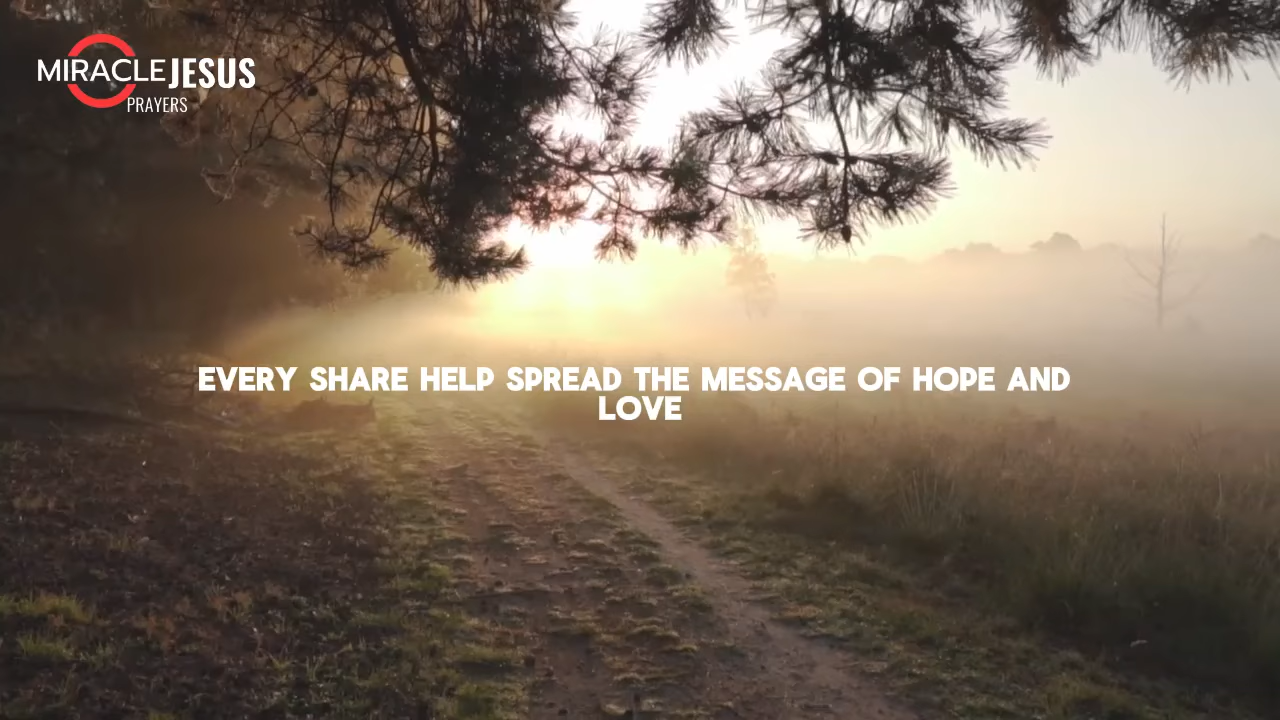 MIRACLE JESUS
PRAYERS
EVERY SHARE HELP SPREAD THE MESSAGE OF HOPE AND
LOVE